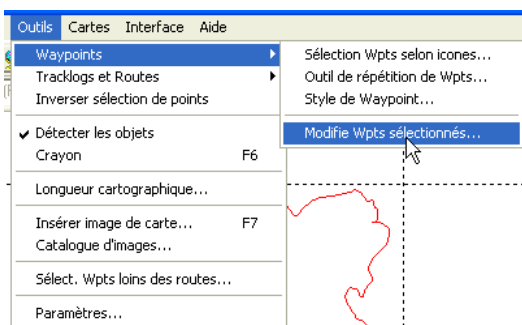 Outils Cartes Interface Aide
Waypoints
Tracklogs et Routes
Inverser sélection de points
Détecter les objets
Crayon F6
Longueur cartographique...
Insérer image de carte... F7
Catalogue d'images...
Sélect. Wpts loins des routes...
Paramètres...
Sélection Wpts selon icones...
Outil de répétition de Wpts...
Style de Waypoint...
Modifie Wpts sélectionnés...